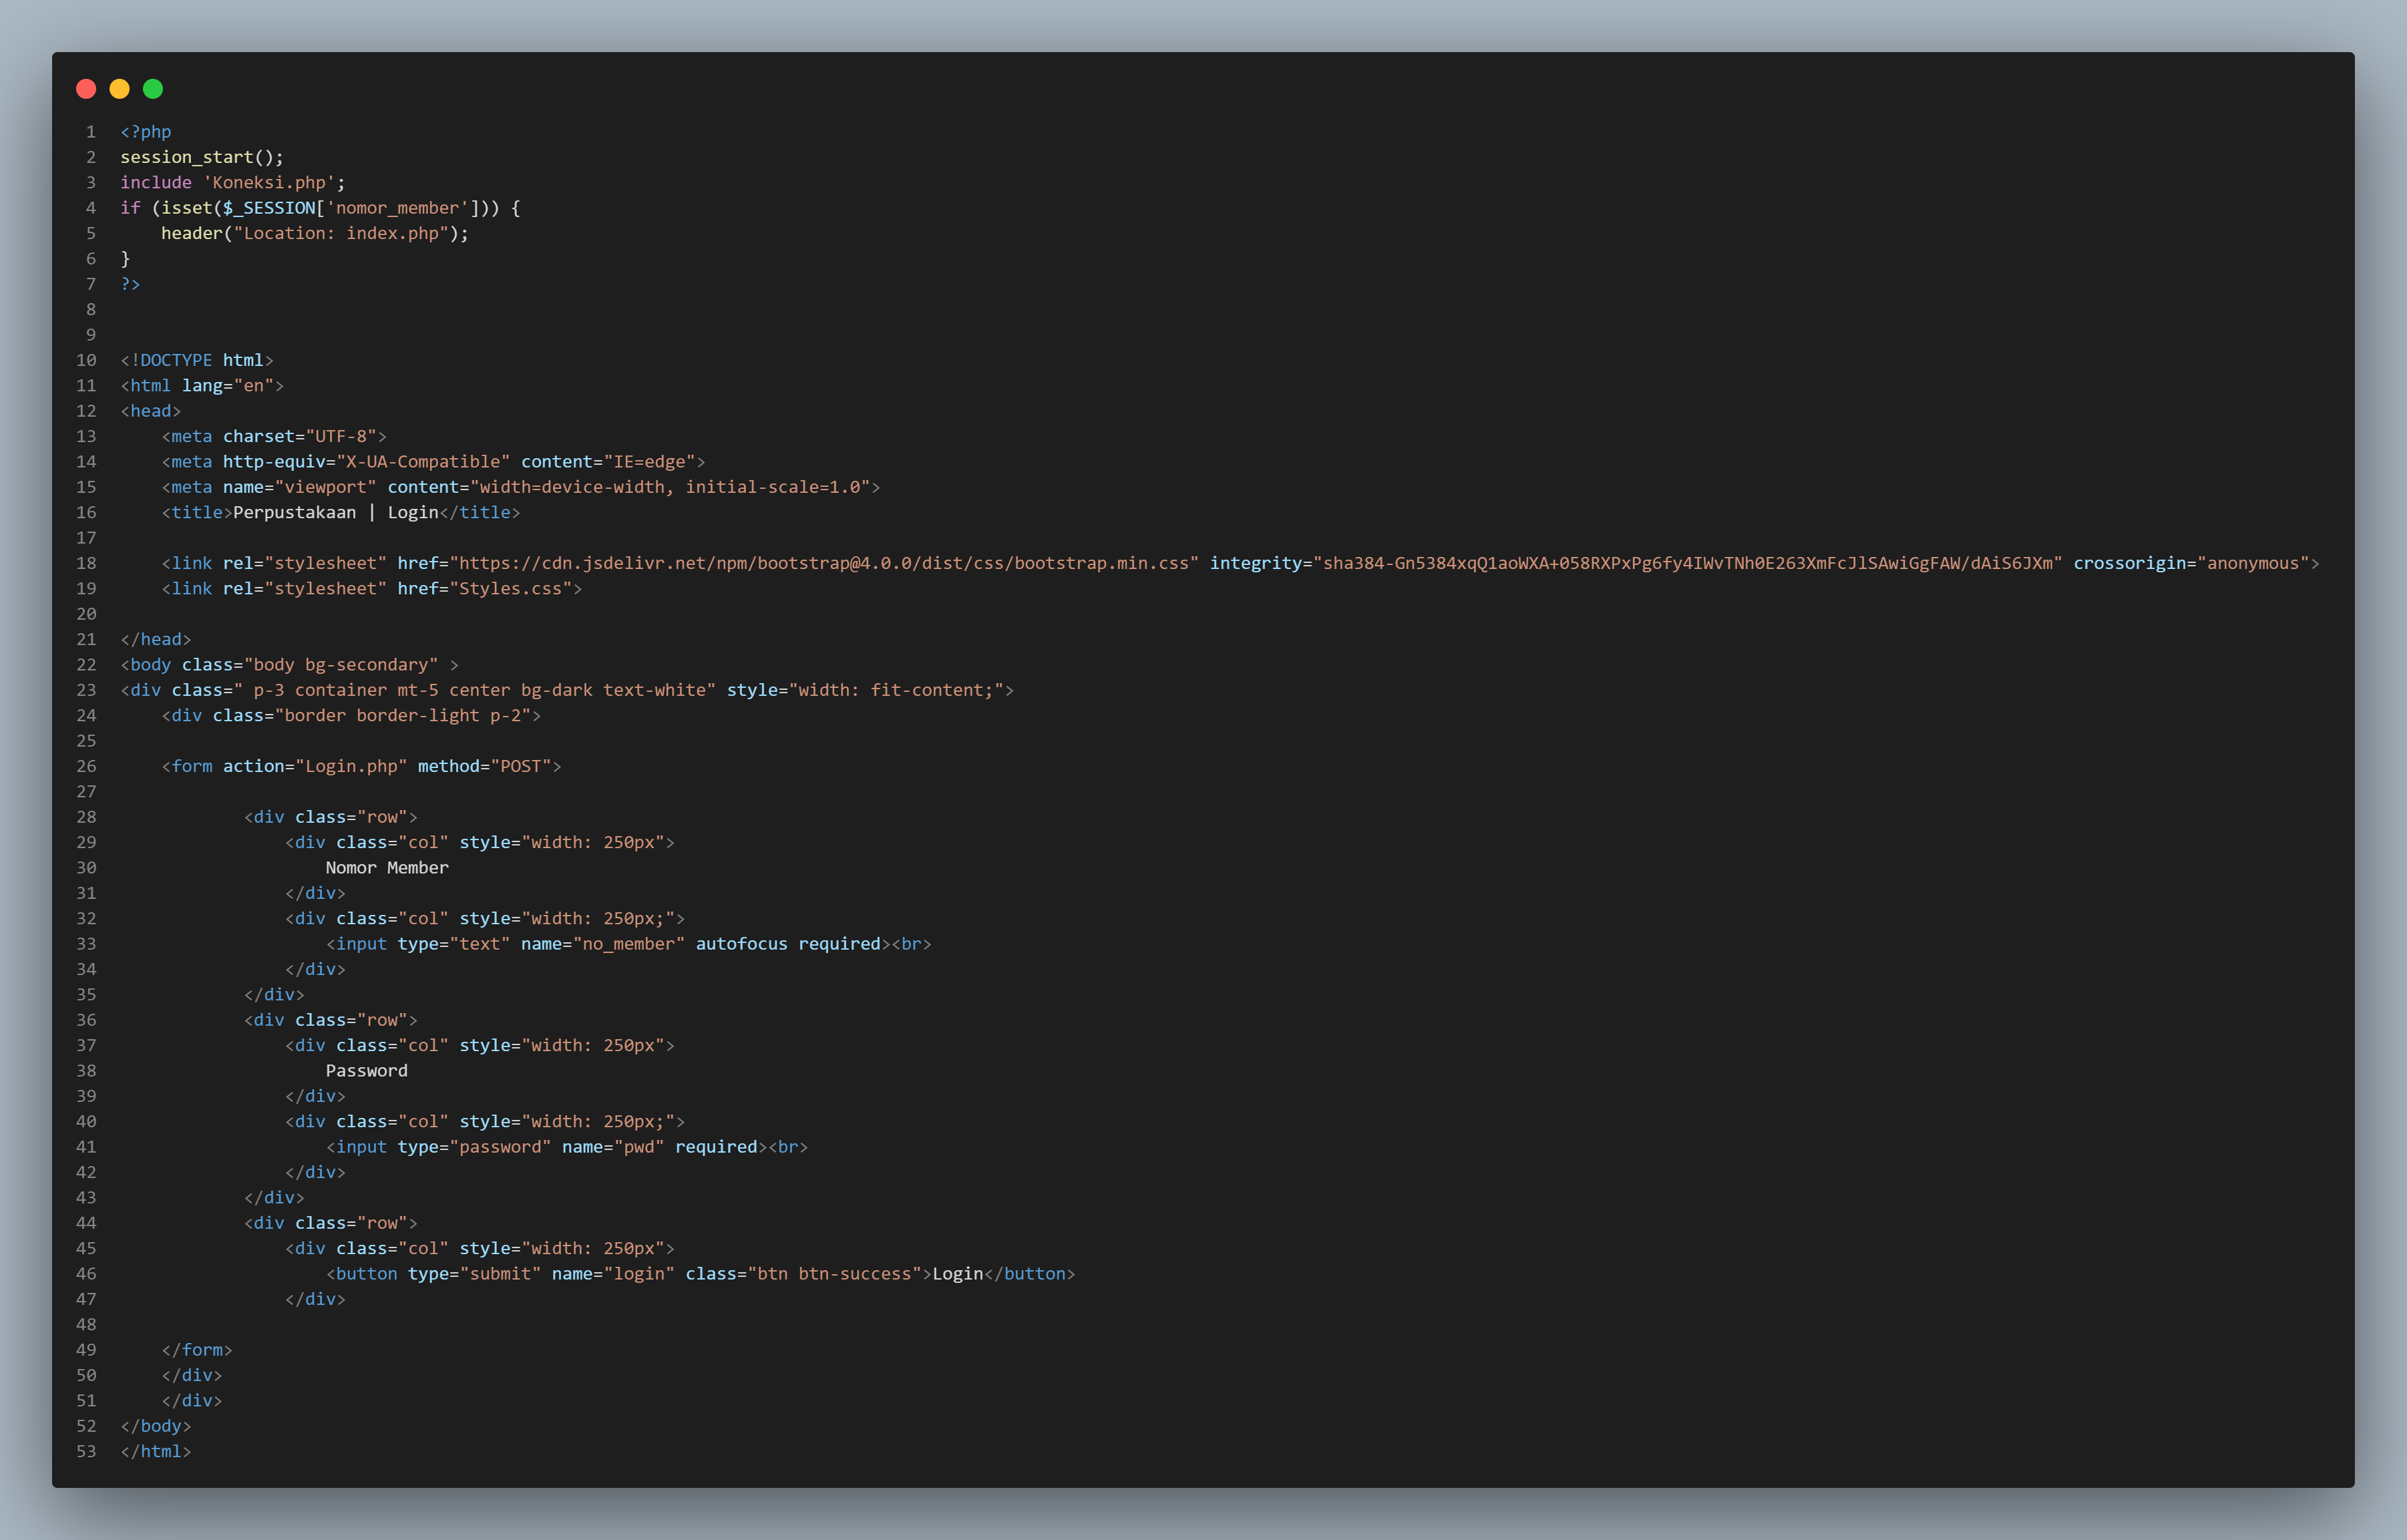 1 <?php
2 session_start();
3 include 'Koneksi.php';
4 if (isset($_SESSION['nomor_member'])) {
5     header("Location: index.php");
6 }
7 ?>
8
9
10 <!DOCTYPE html>
11 <html lang="en">
12 <head>
13     <meta charset="UTF-8">
14     <meta http-equiv="X-UA-Compatible" content="IE=edge">
15     <meta name="viewport" content="width=device-width, initial-scale=1.0">
16     <title>Perpustakaan | Login</title>
17
18     <link rel="stylesheet" href="https://cdn.jsdelivr.net/npm/bootstrap@4.0.0/dist/css/bootstrap.min.css" integrity="sha384-Gn5384xqQ1aoWXA+058RXPxPg6fy4IWvTNh0E263XmFcJlSAwiGgFAW/dAiS6JXm" crossorigin="anonymous">
19     <link rel="stylesheet" href="Styles.css">
20
21 </head>
22 <body class="body bg-secondary" >
23 <div class=" p-3 container mt-5 center bg-dark text-white" style="width: fit-content;">
24     <div class="border border-light p-2">
25
26     <form action="Login.php" method="POST">
27
28             <div class="row">
29                 <div class="col" style="width: 250px">
30                     Nomor Member
31                 </div>
32                 <div class="col" style="width: 250px;">
33                     <input type="text" name="no_member" autofocus required><br>
34                 </div>
35             </div>
36             <div class="row">
37                 <div class="col" style="width: 250px">
38                     Password
39                 </div>
40                 <div class="col" style="width: 250px;">
41                     <input type="password" name="pwd" required><br>
42                 </div>
43             </div>
44             <div class="row">
45                 <div class="col" style="width: 250px">
46                     <button type="submit" name="login" class="btn btn-success">Login</button>
47                 </div>
48
49     </form>
50     </div>
51     </div>
52 </body>
53 </html>